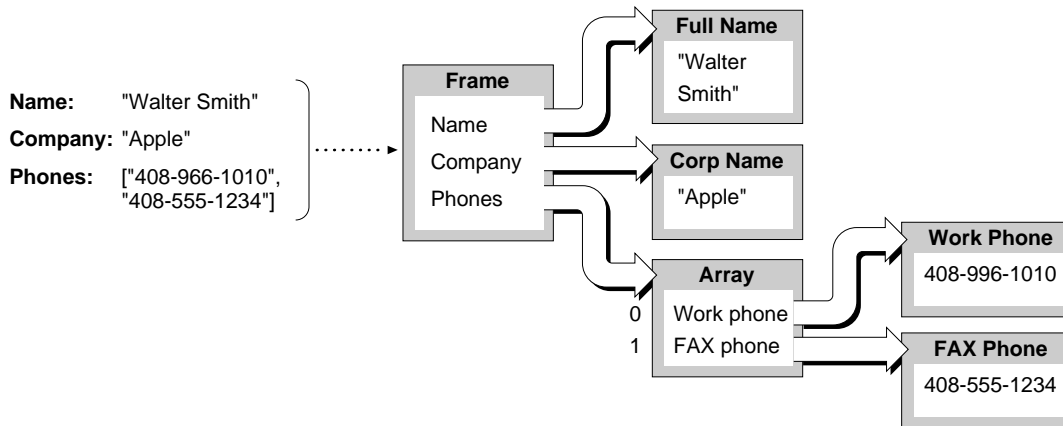 Name: "Walter Smith"
Company: "Apple"
Phones: ["408-966-1010",
"408-555-1234"]
Frame
Name
Company
Phones
Full Name
"Walter
Smith"
Corp Name
"Apple"
Array
0 Work phone
1 FAX phone
Work Phone
408-996-1010
FAX Phone
408-555-1234